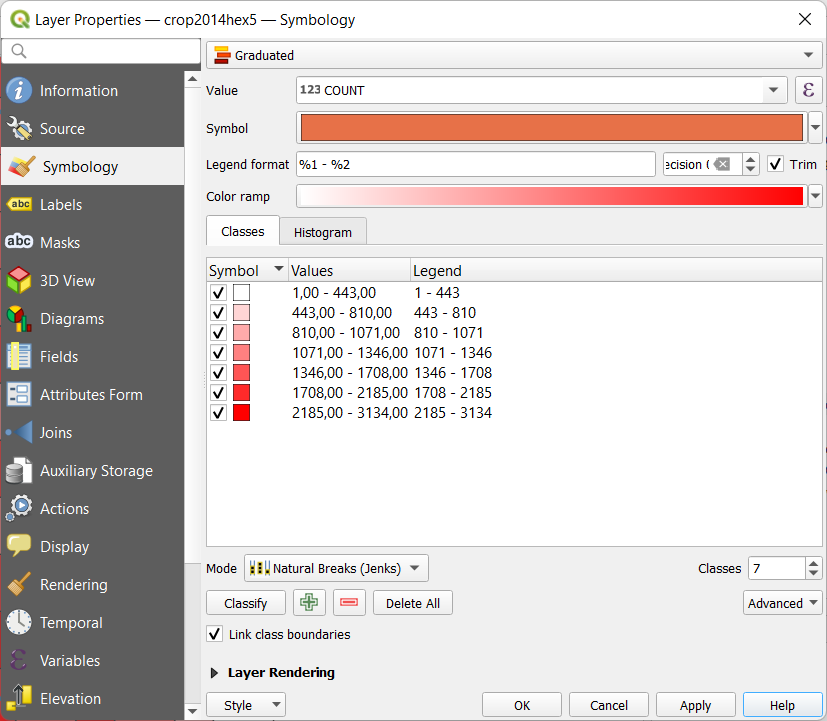 Layer Properties — crop2014hex5 — Symbology
Information
Source
Symbology
abc Labels
abc Masks
3D View
Diagrams
Fields
Attributes Form
Joins
Auxiliary Storage
Actions
Display
Rendering
Temporal
Variables
Elevation
Graduated
Value 123 COUNT ε
Symbol
Legend format %1 - %2 ecision 0 Trim
Color ramp
Classes Histogram
Symbol Values Legend
1,00 - 443,00 1 - 443
443,00 - 810,00 443 - 810
810,00 - 1071,00 810 - 1071
1071,00 - 1346,00 1071 - 1346
1346,00 - 1708,00 1346 - 1708
1708,00 - 2185,00 1708 - 2185
2185,00 - 3134,00 2185 - 3134
Mode Natural Breaks (Jenks) Classes 7
Classify Delete All Advanced
Link class boundaries
Layer Rendering
Style OK Cancel Apply Help